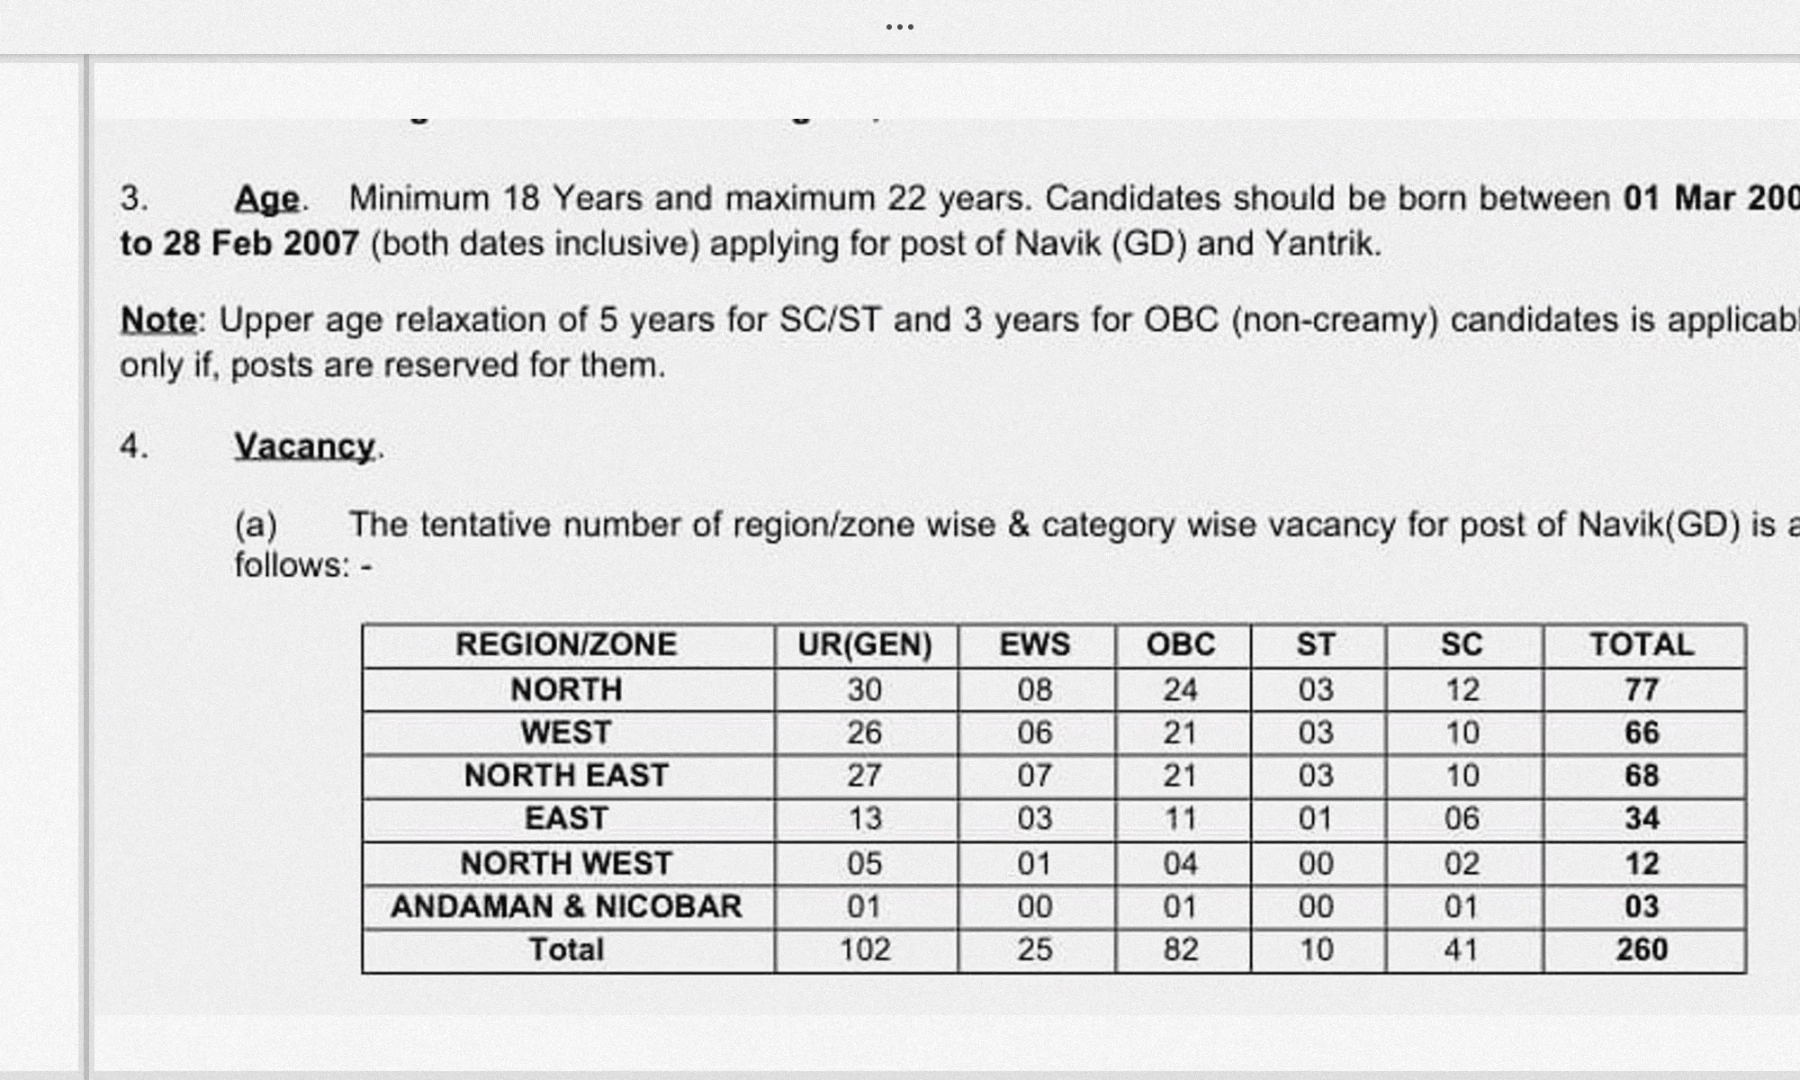 3. Age. Minimum 18 Years and maximum 22 years. Candidates should be born between 01 Mar
to 28 Feb 2007 (both dates inclusive) applying for post of Navik (GD) and Yantrik.
Note: Upper age relaxation of 5 years for SC/ST and 3 years for OBC (non-creamy) candidates is
only if, posts are reserved for them.
4. Vacancy.
(a) The tentative number of region/zone wise & category wise vacancy for post of Navik(GD) is
follows: -
REGION/ZONE UR(GEN) EWS OBC ST SC TOTAL
NORTH 30 08 24 03 12 77
WEST 26 06 21 03 10 66
NORTH EAST 27 07 21 03 10 68
EAST 13 03 11 01 06 34
NORTH WEST 05 01 04 00 02 12
ANDAMAN & NICOBAR 01 00 01 00 01 03
Total 102 25 82 10 41 260